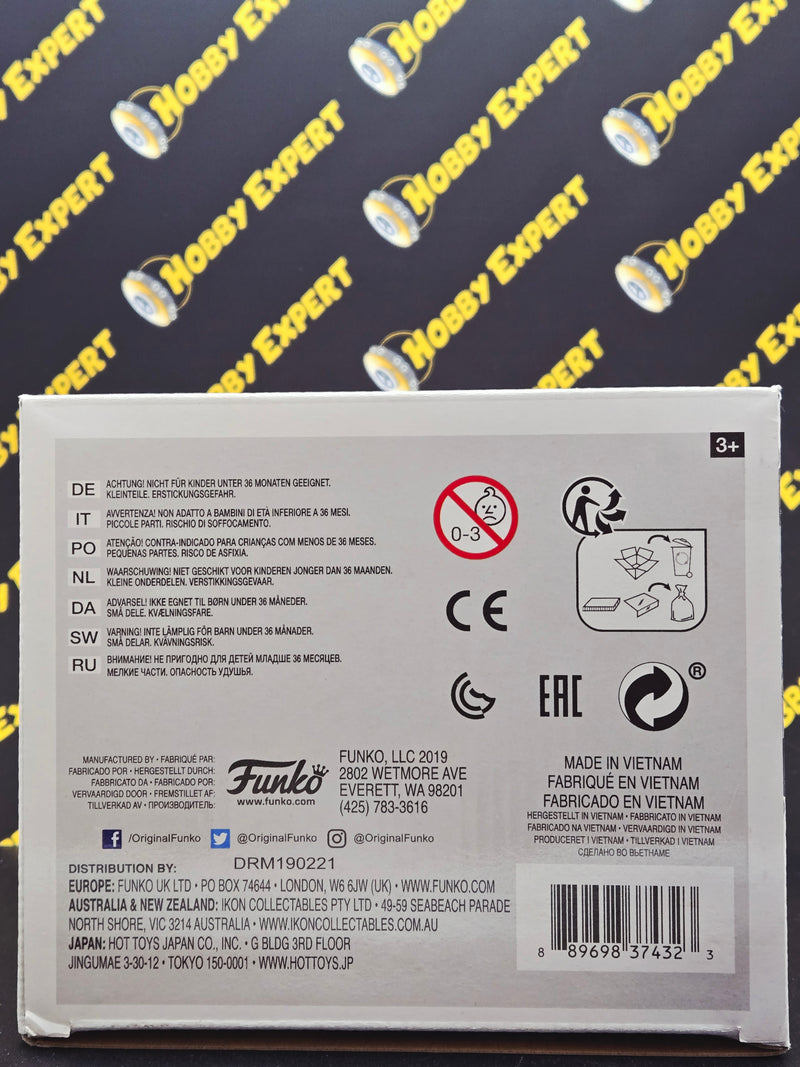 HOBBY EXPERT
HOBBY EXPERT
HOBBY EXPERT
HOBBY EXPERT
HOBBY EXPERT
HOBBY EXPERT
3+
DE ACHTUNG! NICHT FÜR KINDER UNTER 36 MONATEN GEEIGNET.
KLEINTEILE. ERSTICKUNGSGEFAHR.
IT AVVERTENZA! NON ADATTO A BAMBINI DI ETÀ INFERIORE A 36 MESI.
PICCOLE PARTI. RISCHIO DI SOFFOCAMENTO.
PO ATENÇÃO! CONTRA-INDICADO PARA CRIANÇAS COM MENOS DE 36 MESES.
PEQUENAS PARTES. RISCO DE ASFIXIA.
NL WAARSCHUWING! NIET GESCHIKT VOOR KINDEREN JONGER DAN 36 MAANDEN.
KLEINE ONDERDELEN. VERSTIKKINGSGEVAAR.
DA ADVARSEL! IKKE EGNET TIL BØRN UNDER 36 MÅNEDER.
SMÅ DELE. KVÆLNINGSFARE.
SW VARNING! INTE LÄMPLIG FÖR BARN UNDER 36 MÅNADER.
SMÅ DELAR. KVÄVNINGSRISK.
RU ВНИМАНИЕ! НЕ ПРИГОДНО ДЛЯ ДЕТЕЙ МЛАДШЕ 36 МЕСЯЦЕВ.
МЕЛКИЕ ЧАСТИ. ОПАСНОСТЬ УДУШЬЯ.
0-3
CE
EAC
®
MANUFACTURED BY • FABRIQUÉ PAR:
FABRICADO POR • HERGESTELLT DURCH:
FABBRICATO DA • FABRICADO POR:
VERVAARDIGD DOOR • FREMSTILLET AF:
TILLVERKAD AV • ПРОИЗВОДИТЕЛЬ:
Funko
www.funko.com
FUNKO, LLC 2019
2802 WETMORE AVE
EVERETT, WA 98201
(425) 783-3616
MADE IN VIETNAM
FABRIQUÉ EN VIETNAM
FABRICADO EN VIETNAM
HERGESTELLT IN VIETNAM • FABBRICATO IN VIETNAM
FABRICADO NA VIETNAM • VERVAARDIGD IN VIETNAM
PRODUCERET I VIETNAM • TILLVERKAD I VIETNAM
СДЕЛАНО ВО ВЬЕТНАМЕ
f /OriginalFunko @OriginalFunko @OriginalFunko
DRM190221
DISTRIBUTION BY:
EUROPE: FUNKO UK LTD • PO BOX 74644 • LONDON, W6 6JW (UK) • WWW.FUNKO.COM
AUSTRALIA & NEW ZEALAND: IKON COLLECTABLES PTY LTD • 49-59 SEABEACH PARADE
NORTH SHORE, VIC 3214 AUSTRALIA • WWW.IKONCOLLECTABLES.COM.AU
JAPAN: HOT TOYS JAPAN CO., INC. • G BLDG 3RD FLOOR
JINGUMAE 3-30-12 • TOKYO 150-0001 • WWW.HOTTOYS.JP
8 89698 37432 3